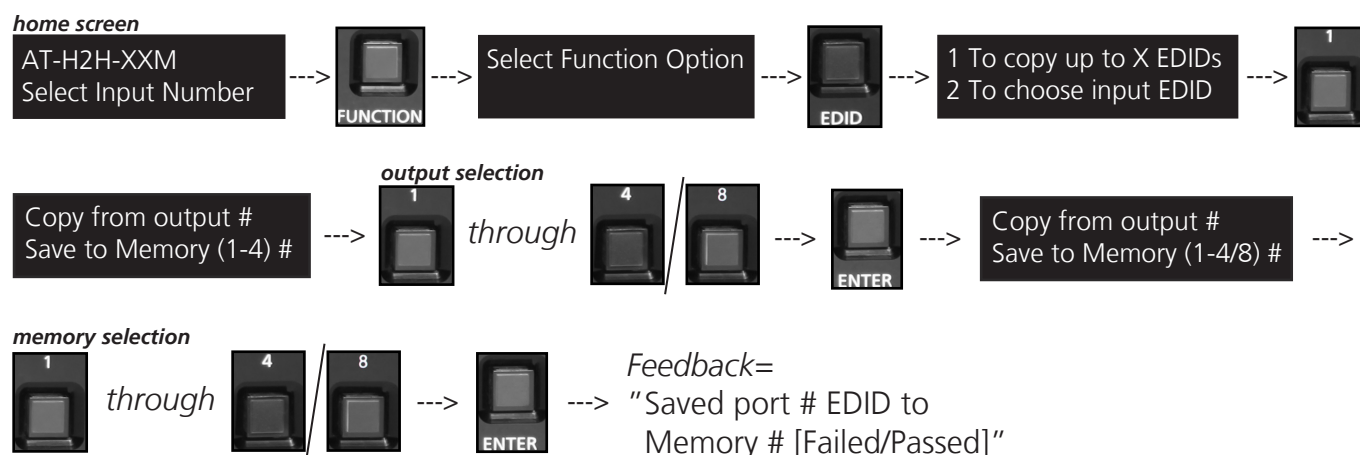 home screen
AT-H2H-XXM
Select Input Number
--->
FUNCTION
--->
Select Function Option
--->
EDID
--->
1 To copy up to X EDIDs
2 To choose input EDID
--->
1
Copy from output #
Save to Memory (1-4) #
--->
output selection
1
through
4
/
8
--->
ENTER
--->
Copy from output #
Save to Memory (1-4/8) #
--->
memory selection
1
through
4
/
8
--->
ENTER
--->
Feedback=
"Saved port # EDID to
Memory # [Failed/Passed]"